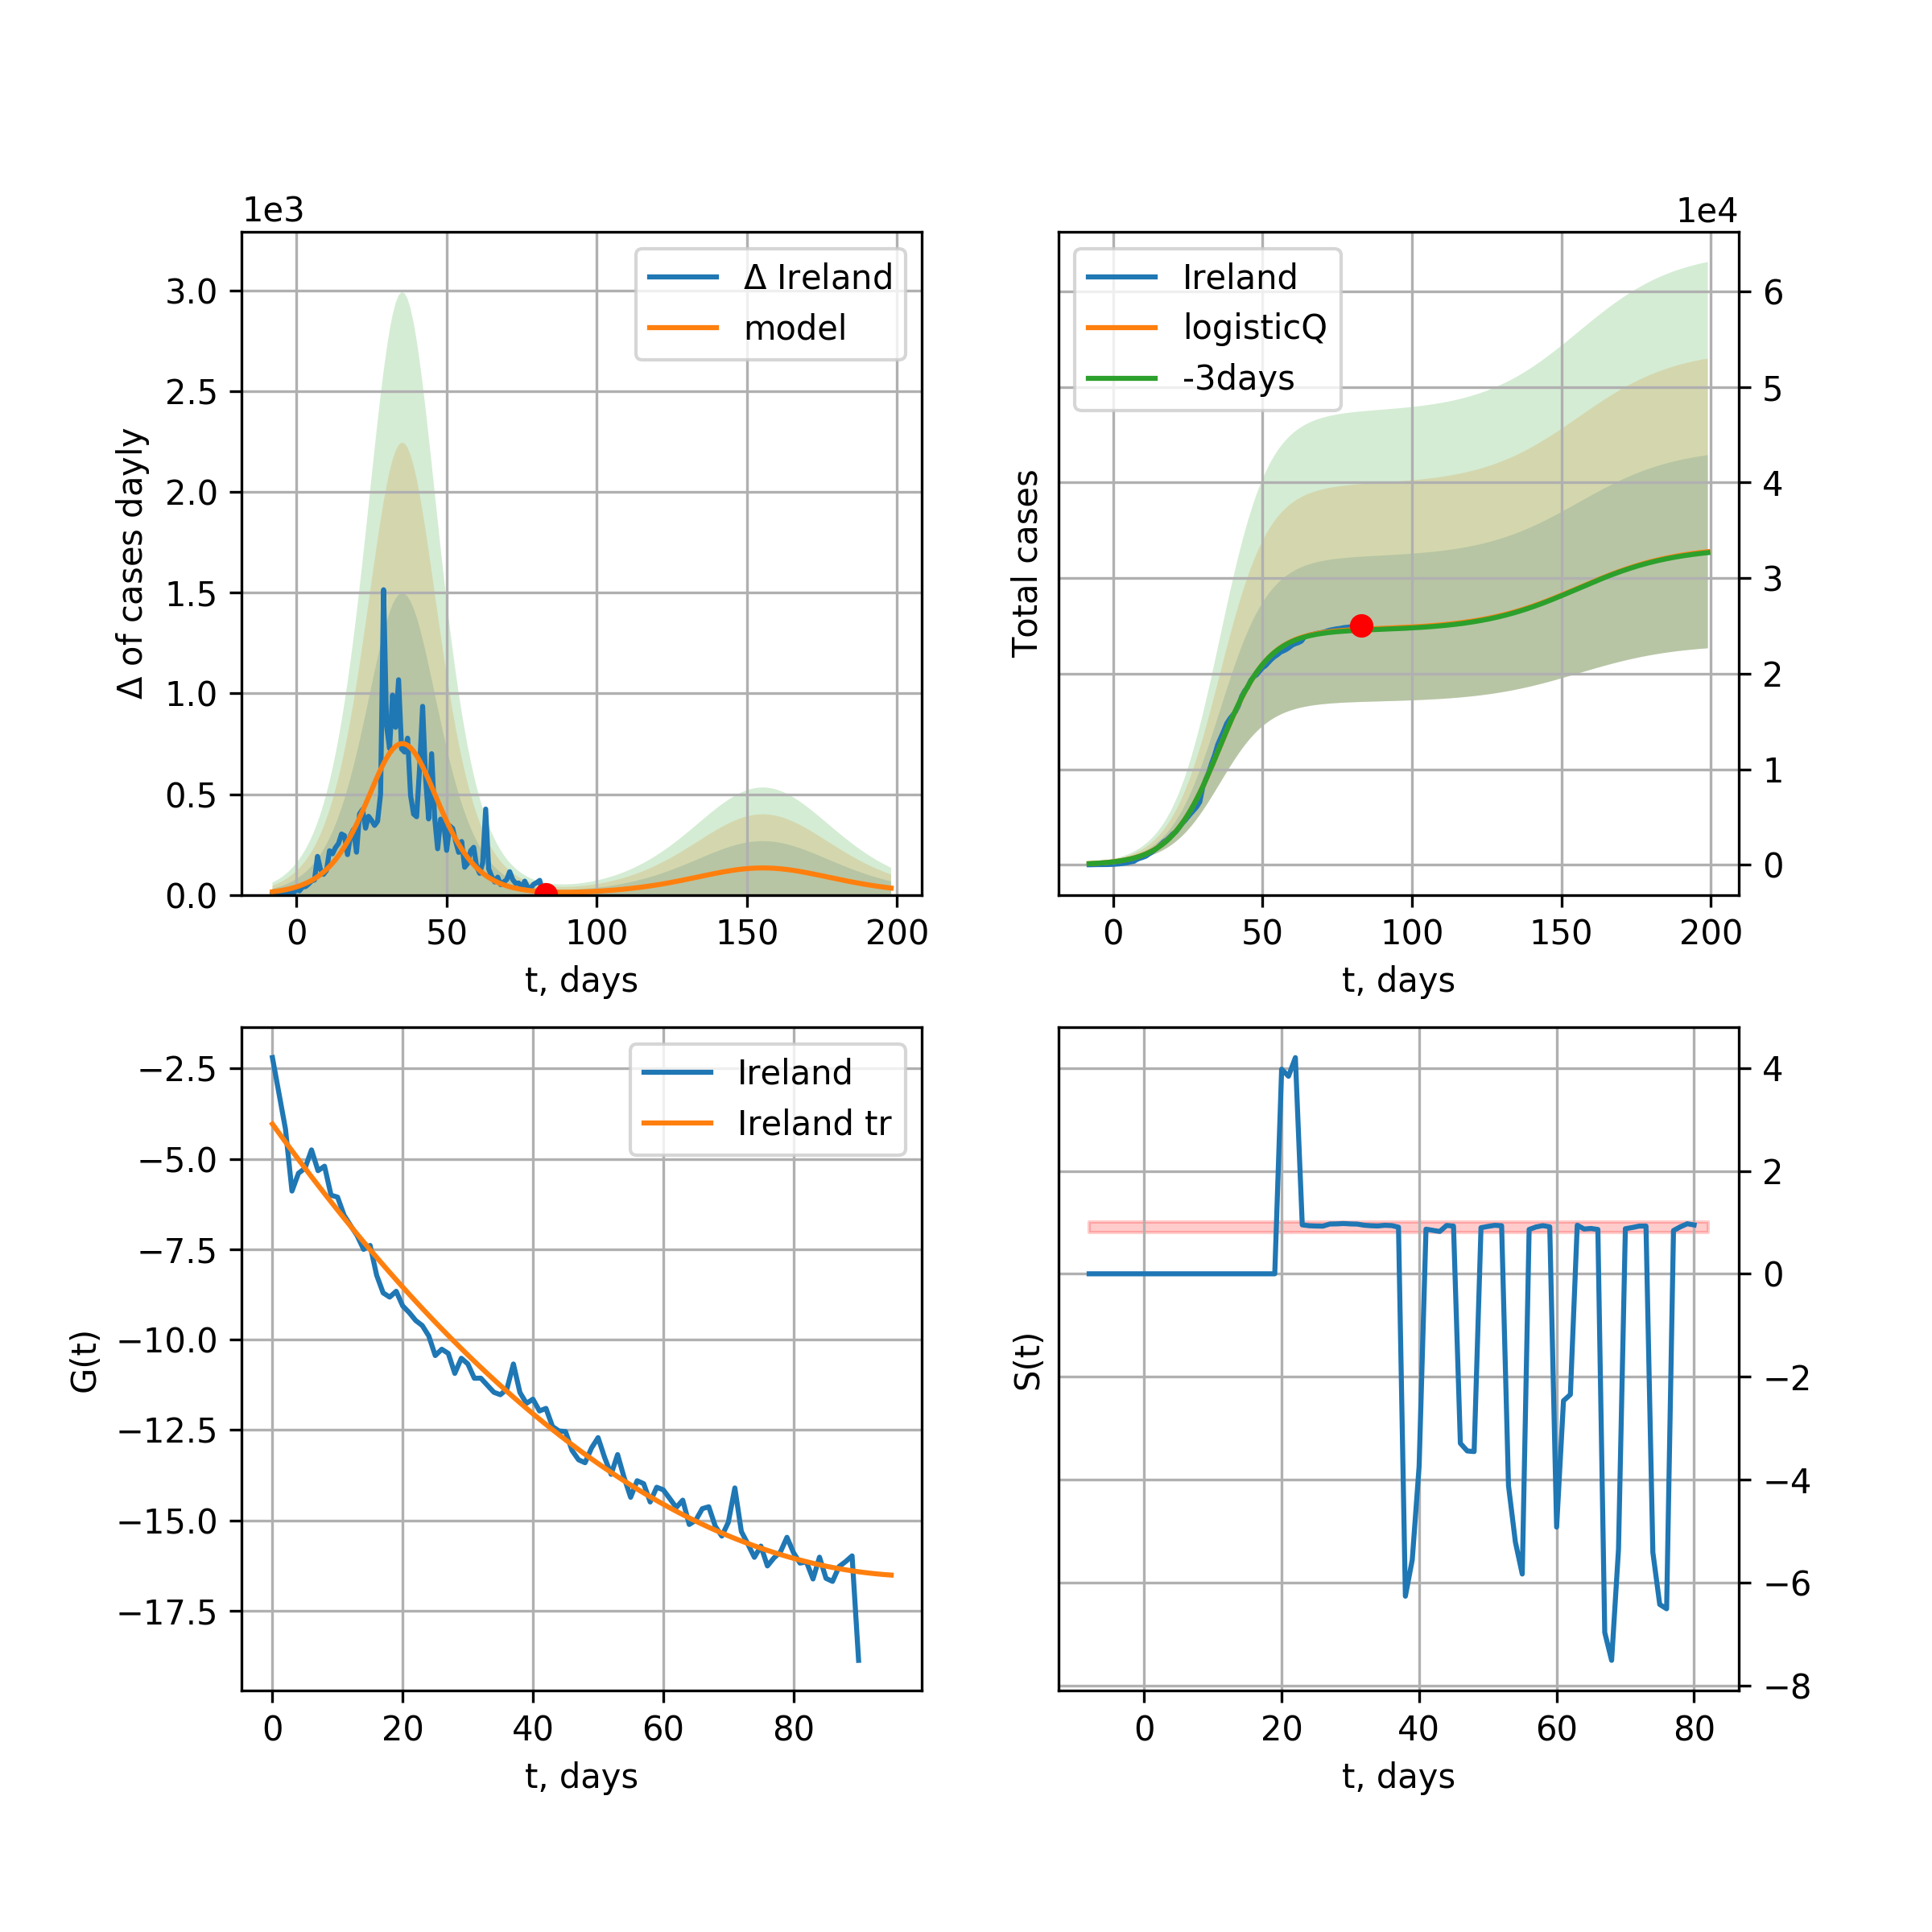 1e3
Δ of cases dayly
3.0
2.5
2.0
1.5
1.0
0.5
0.0
0 50 100 150 200
t, days
Δ Ireland
model
1e4
Total cases
6
5
4
3
2
1
0
0 50 100 150 200
t, days
Ireland
logisticQ
-3days
G(t)
−2.5
−5.0
−7.5
−10.0
−12.5
−15.0
−17.5
0 20 40 60 80
t, days
Ireland
Ireland tr
S(t)
4
2
0
−2
−4
−6
−8
0 20 40 60 80
t, days